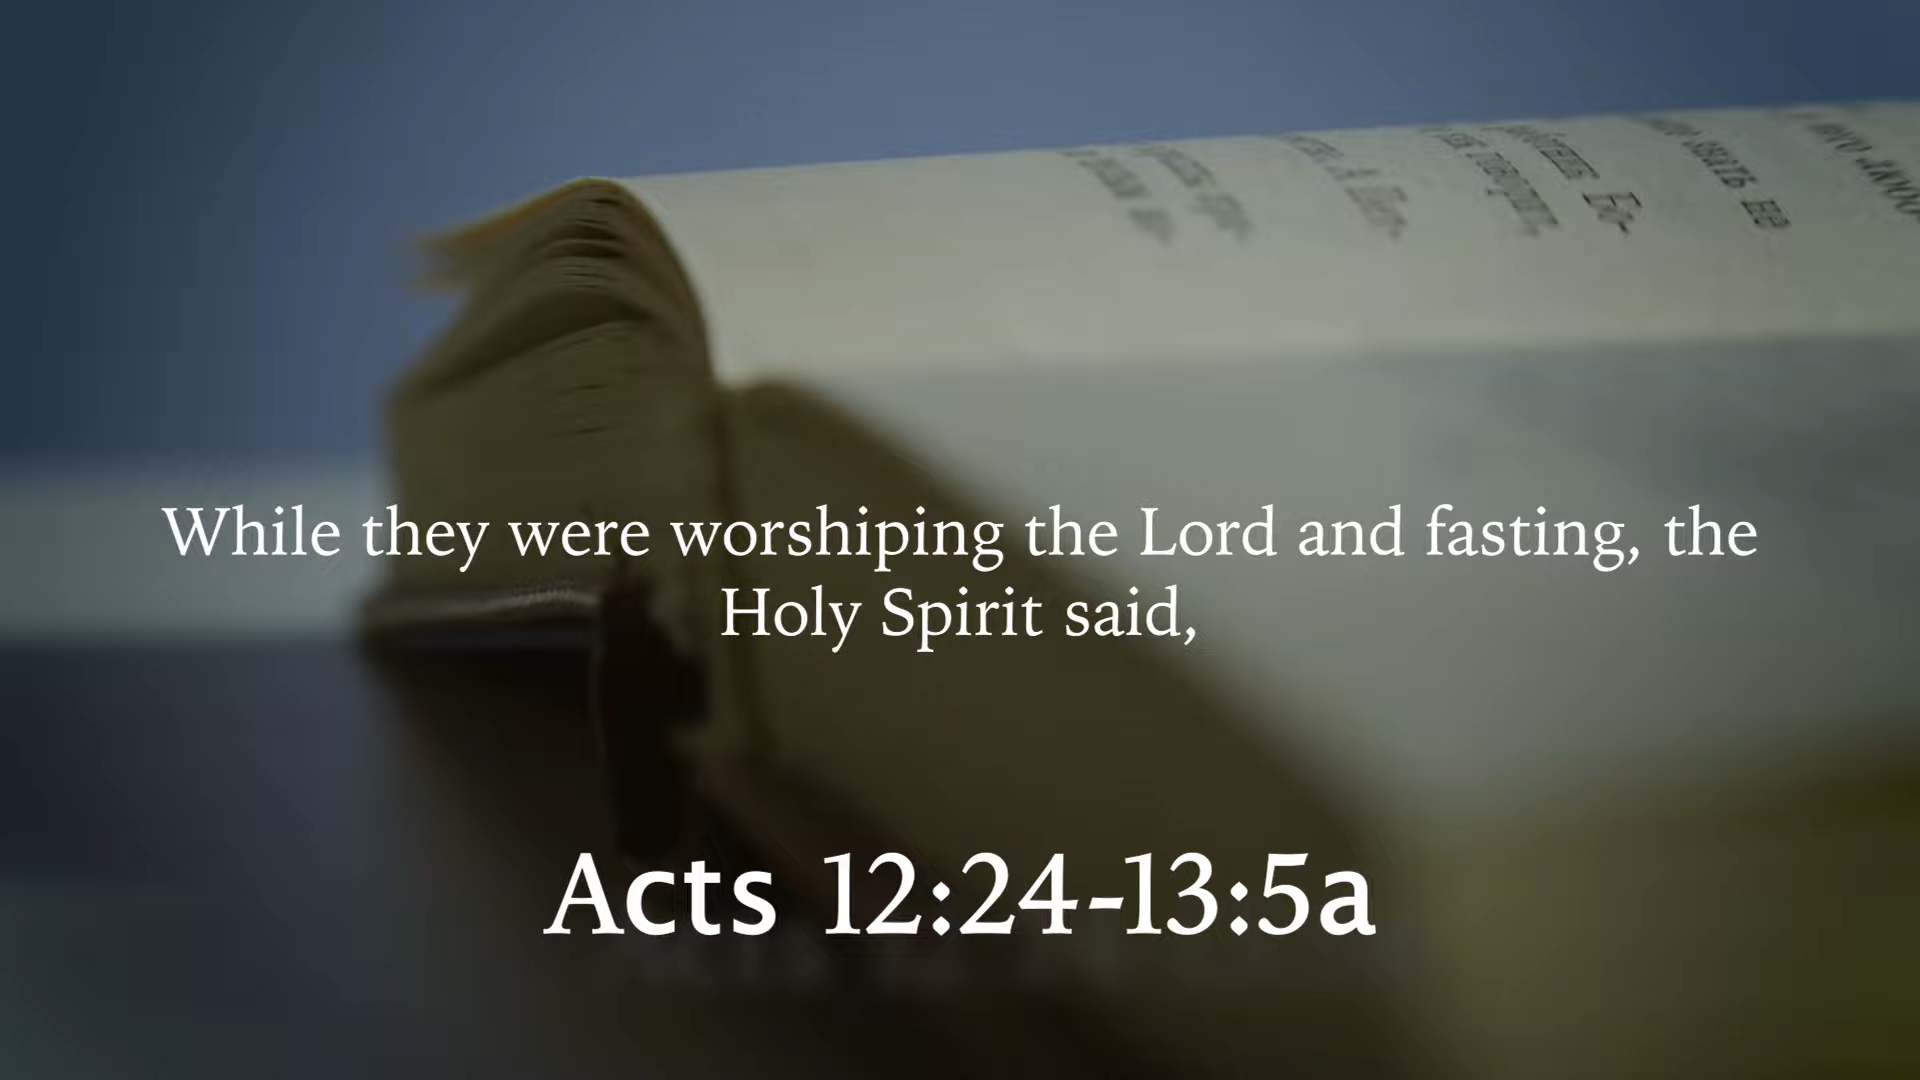 While they were worshiping the Lord and fasting, the
Holy Spirit said,
Acts 12:24-13:5a